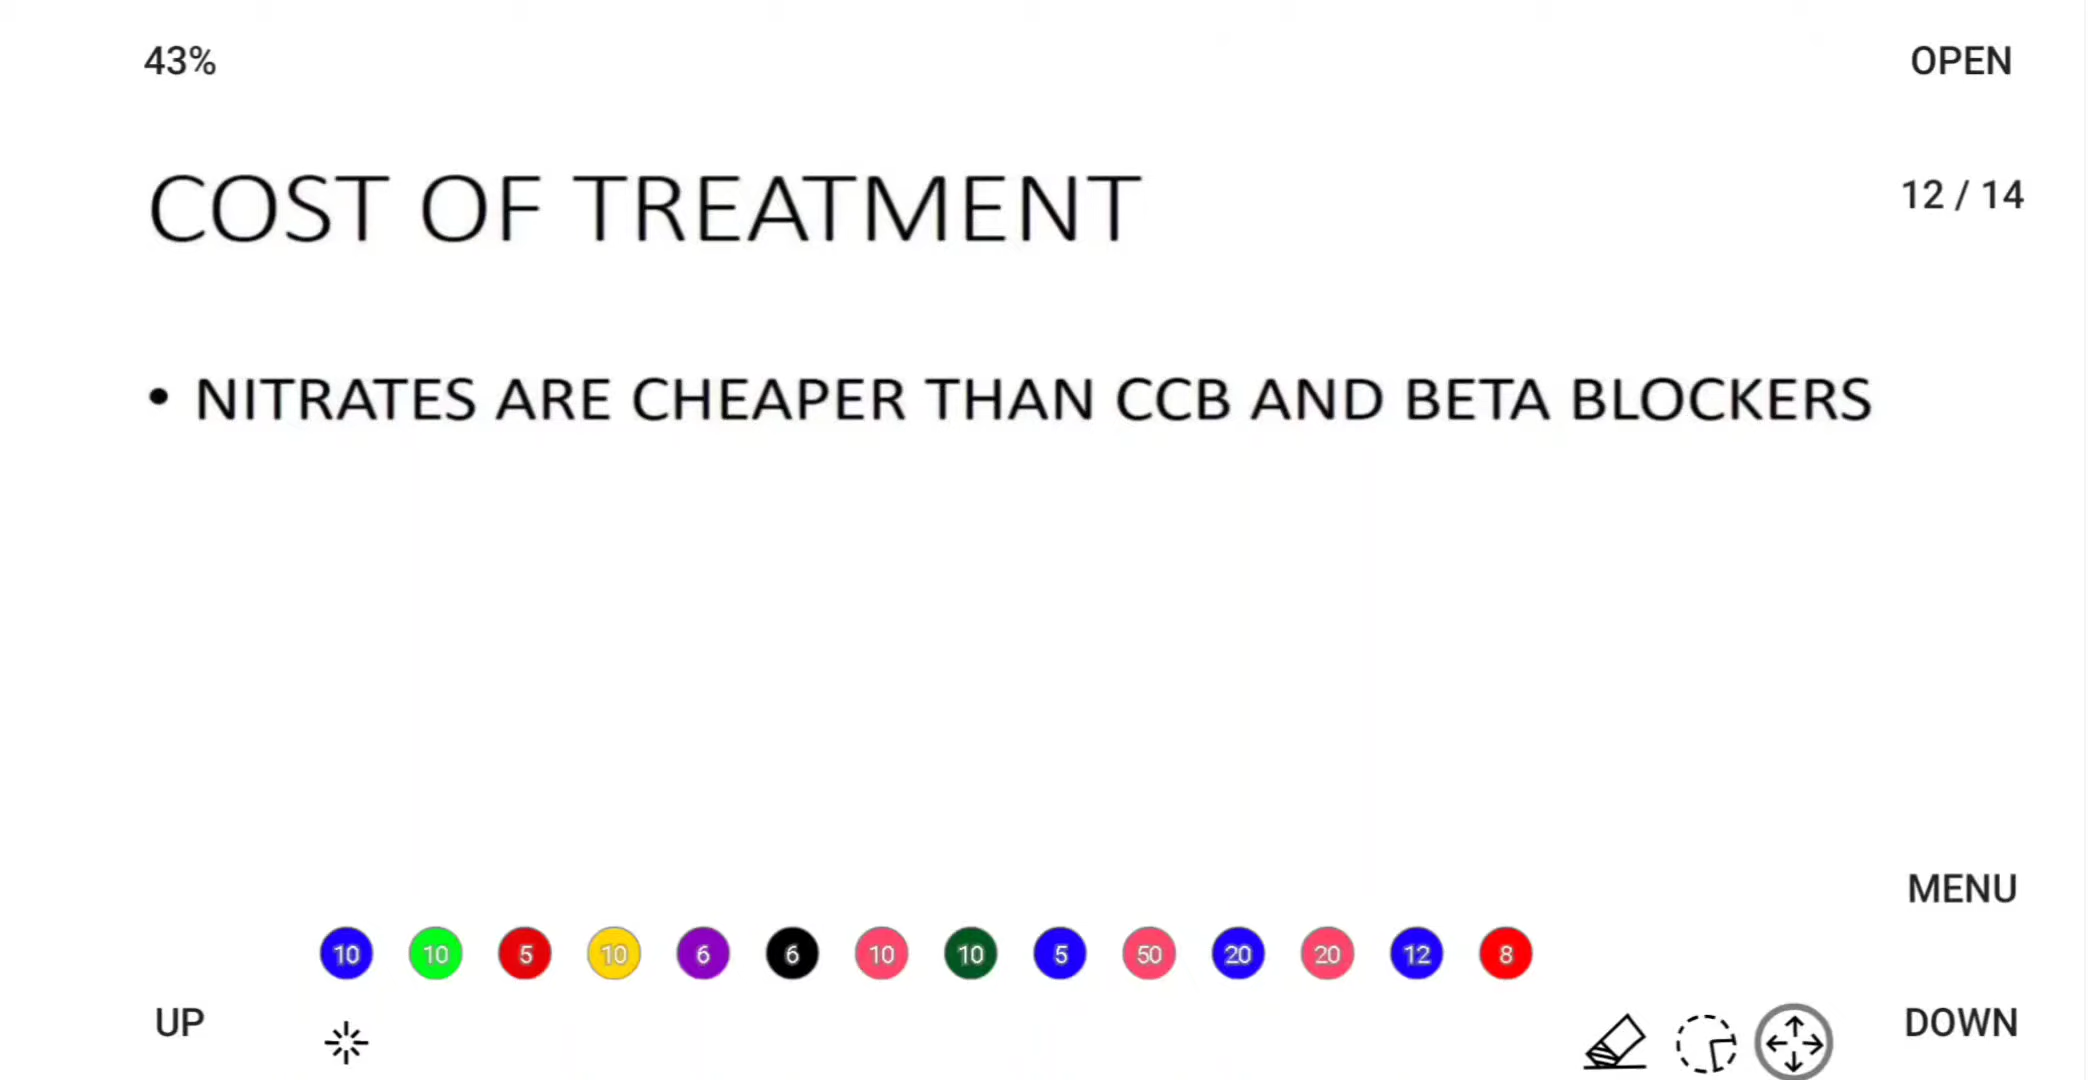 43%
OPEN
COST OF TREATMENT
12 / 14
• NITRATES ARE CHEAPER THAN CCB AND BETA BLOCKERS
MENU
10 10 5 10 6 6 10 10 5 50 20 20 12 8
UP
DOWN